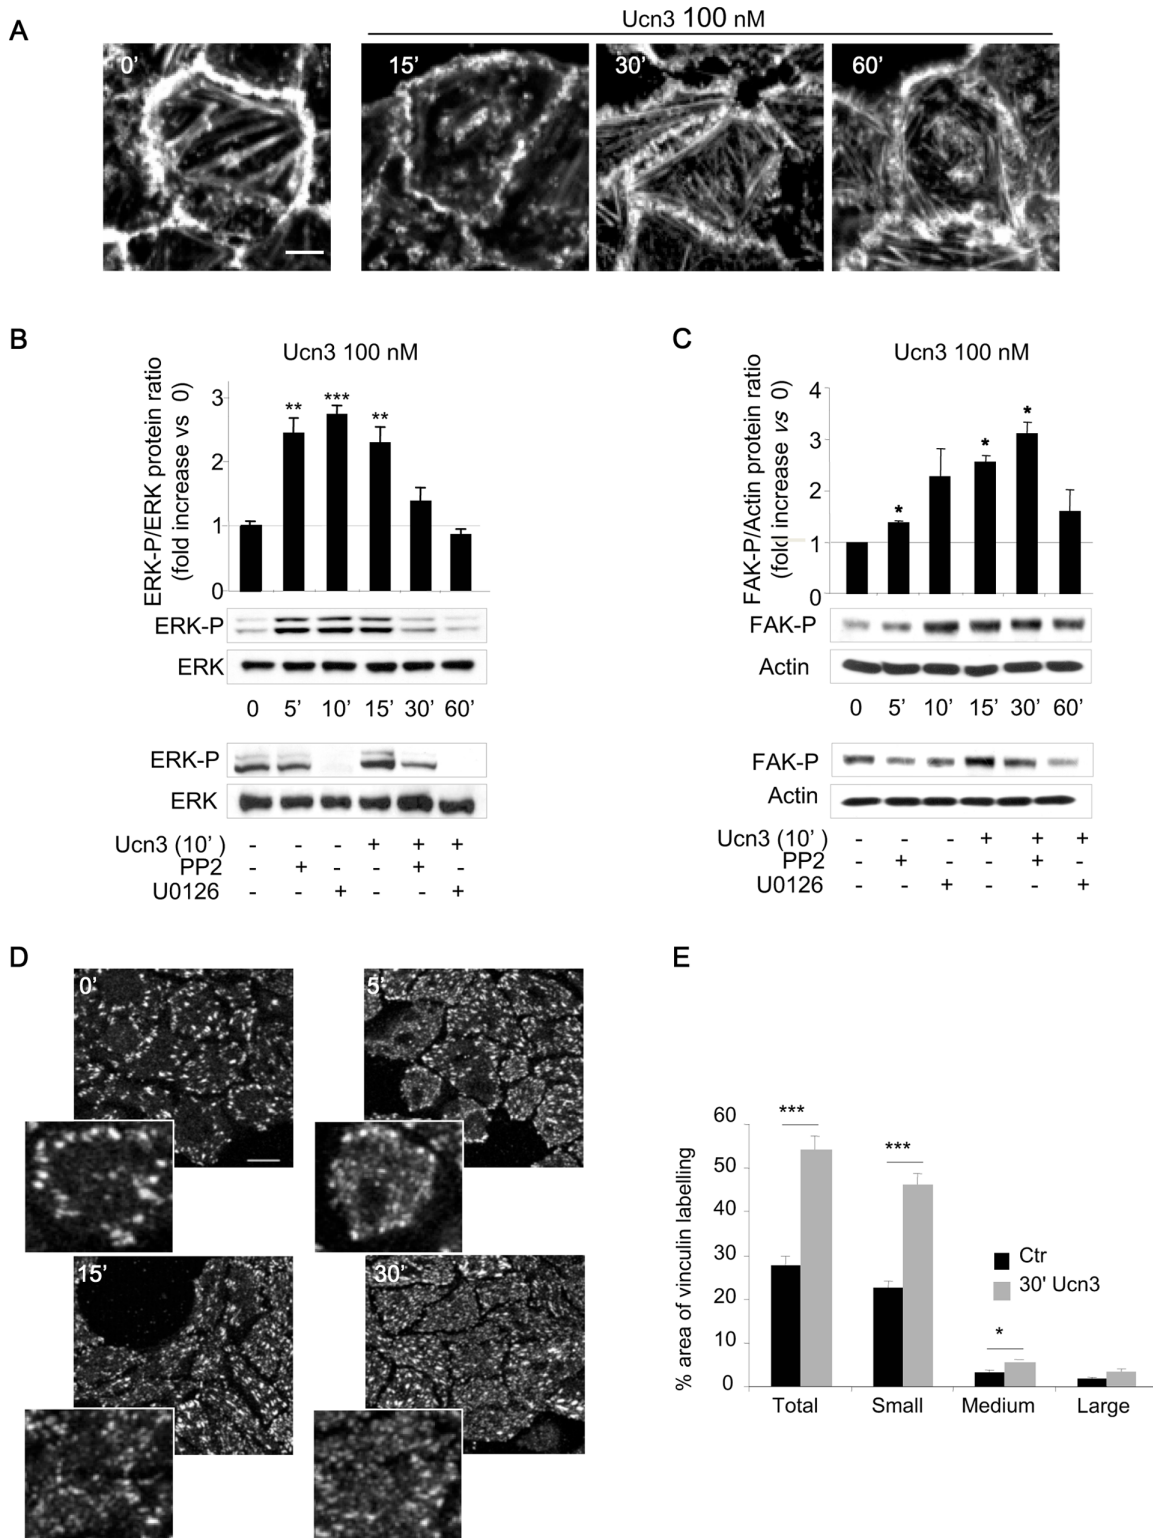 A
Ucn3 100 nM
0’
15’
30’
60’
B
Ucn3 100 nM
ERK-P/ERK protein ratio
(fold increase vs 0)
3
2
1
0
**
***
**
ERK-P
ERK
0 5’ 10’ 15’ 30’ 60’
ERK-P
ERK
Ucn3 (10’ ) - - - + + +
PP2 - + - - + -
U0126 - - + - - +
C
Ucn3 100 nM
FAK-P/Actin protein ratio
(fold increase vs 0)
4
3
2
1
0
*
*
*
FAK-P
Actin
0 5’ 10’ 15’ 30’ 60’
FAK-P
Actin
Ucn3 (10’ ) - - - + + +
PP2 - + - - + -
U0126 - - + - - +
D
0’
5’
15’
30’
E
% area of vinculin labelling
60
50
40
30
20
10
0
***
***
*
Ctr
30' Ucn3
Total Small Medium Large